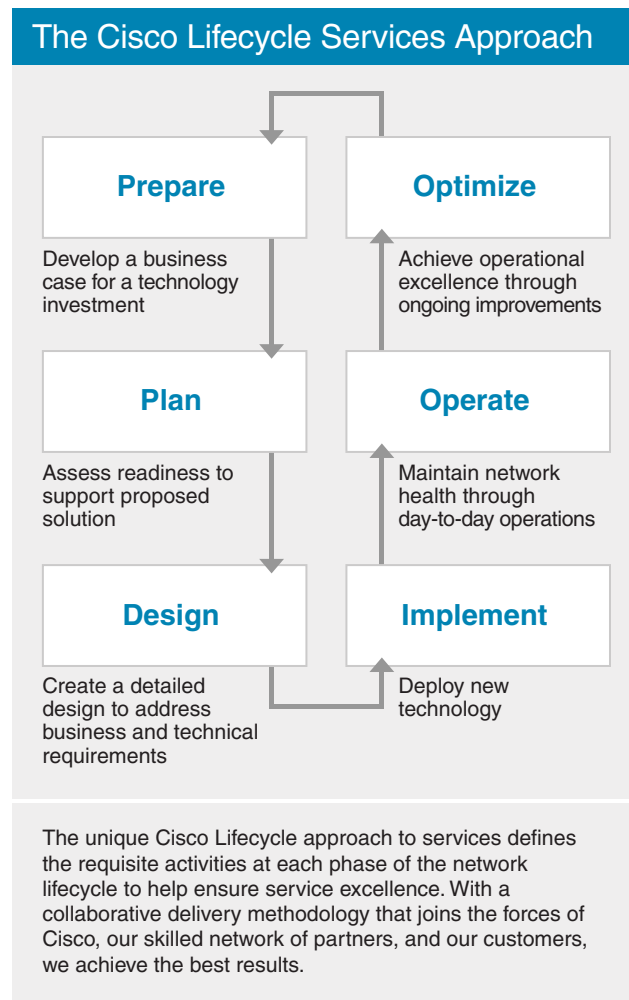 The Cisco Lifecycle Services Approach
Prepare
Develop a business
case for a technology
investment
Plan
Assess readiness to
support proposed
solution
Design
Create a detailed
design to address
business and technical
requirements
Implement
Deploy new
technology
Operate
Maintain network
health through
day-to-day operations
Optimize
Achieve operational
excellence through
ongoing improvements
The unique Cisco Lifecycle approach to services defines
the requisite activities at each phase of the network
lifecycle to help ensure service excellence. With a
collaborative delivery methodology that joins the forces of
Cisco, our skilled network of partners, and our customers,
we achieve the best results.